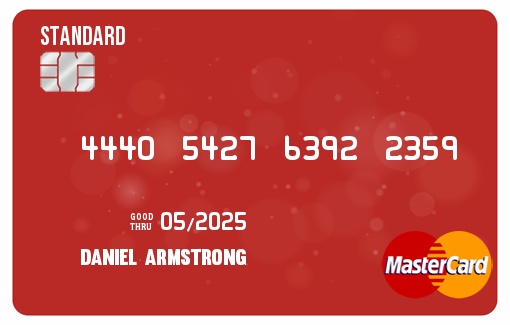 STANDARD
4440 5427 6392 2359
GOOD THRU 05/2025
DANIEL ARMSTRONG
MasterCard